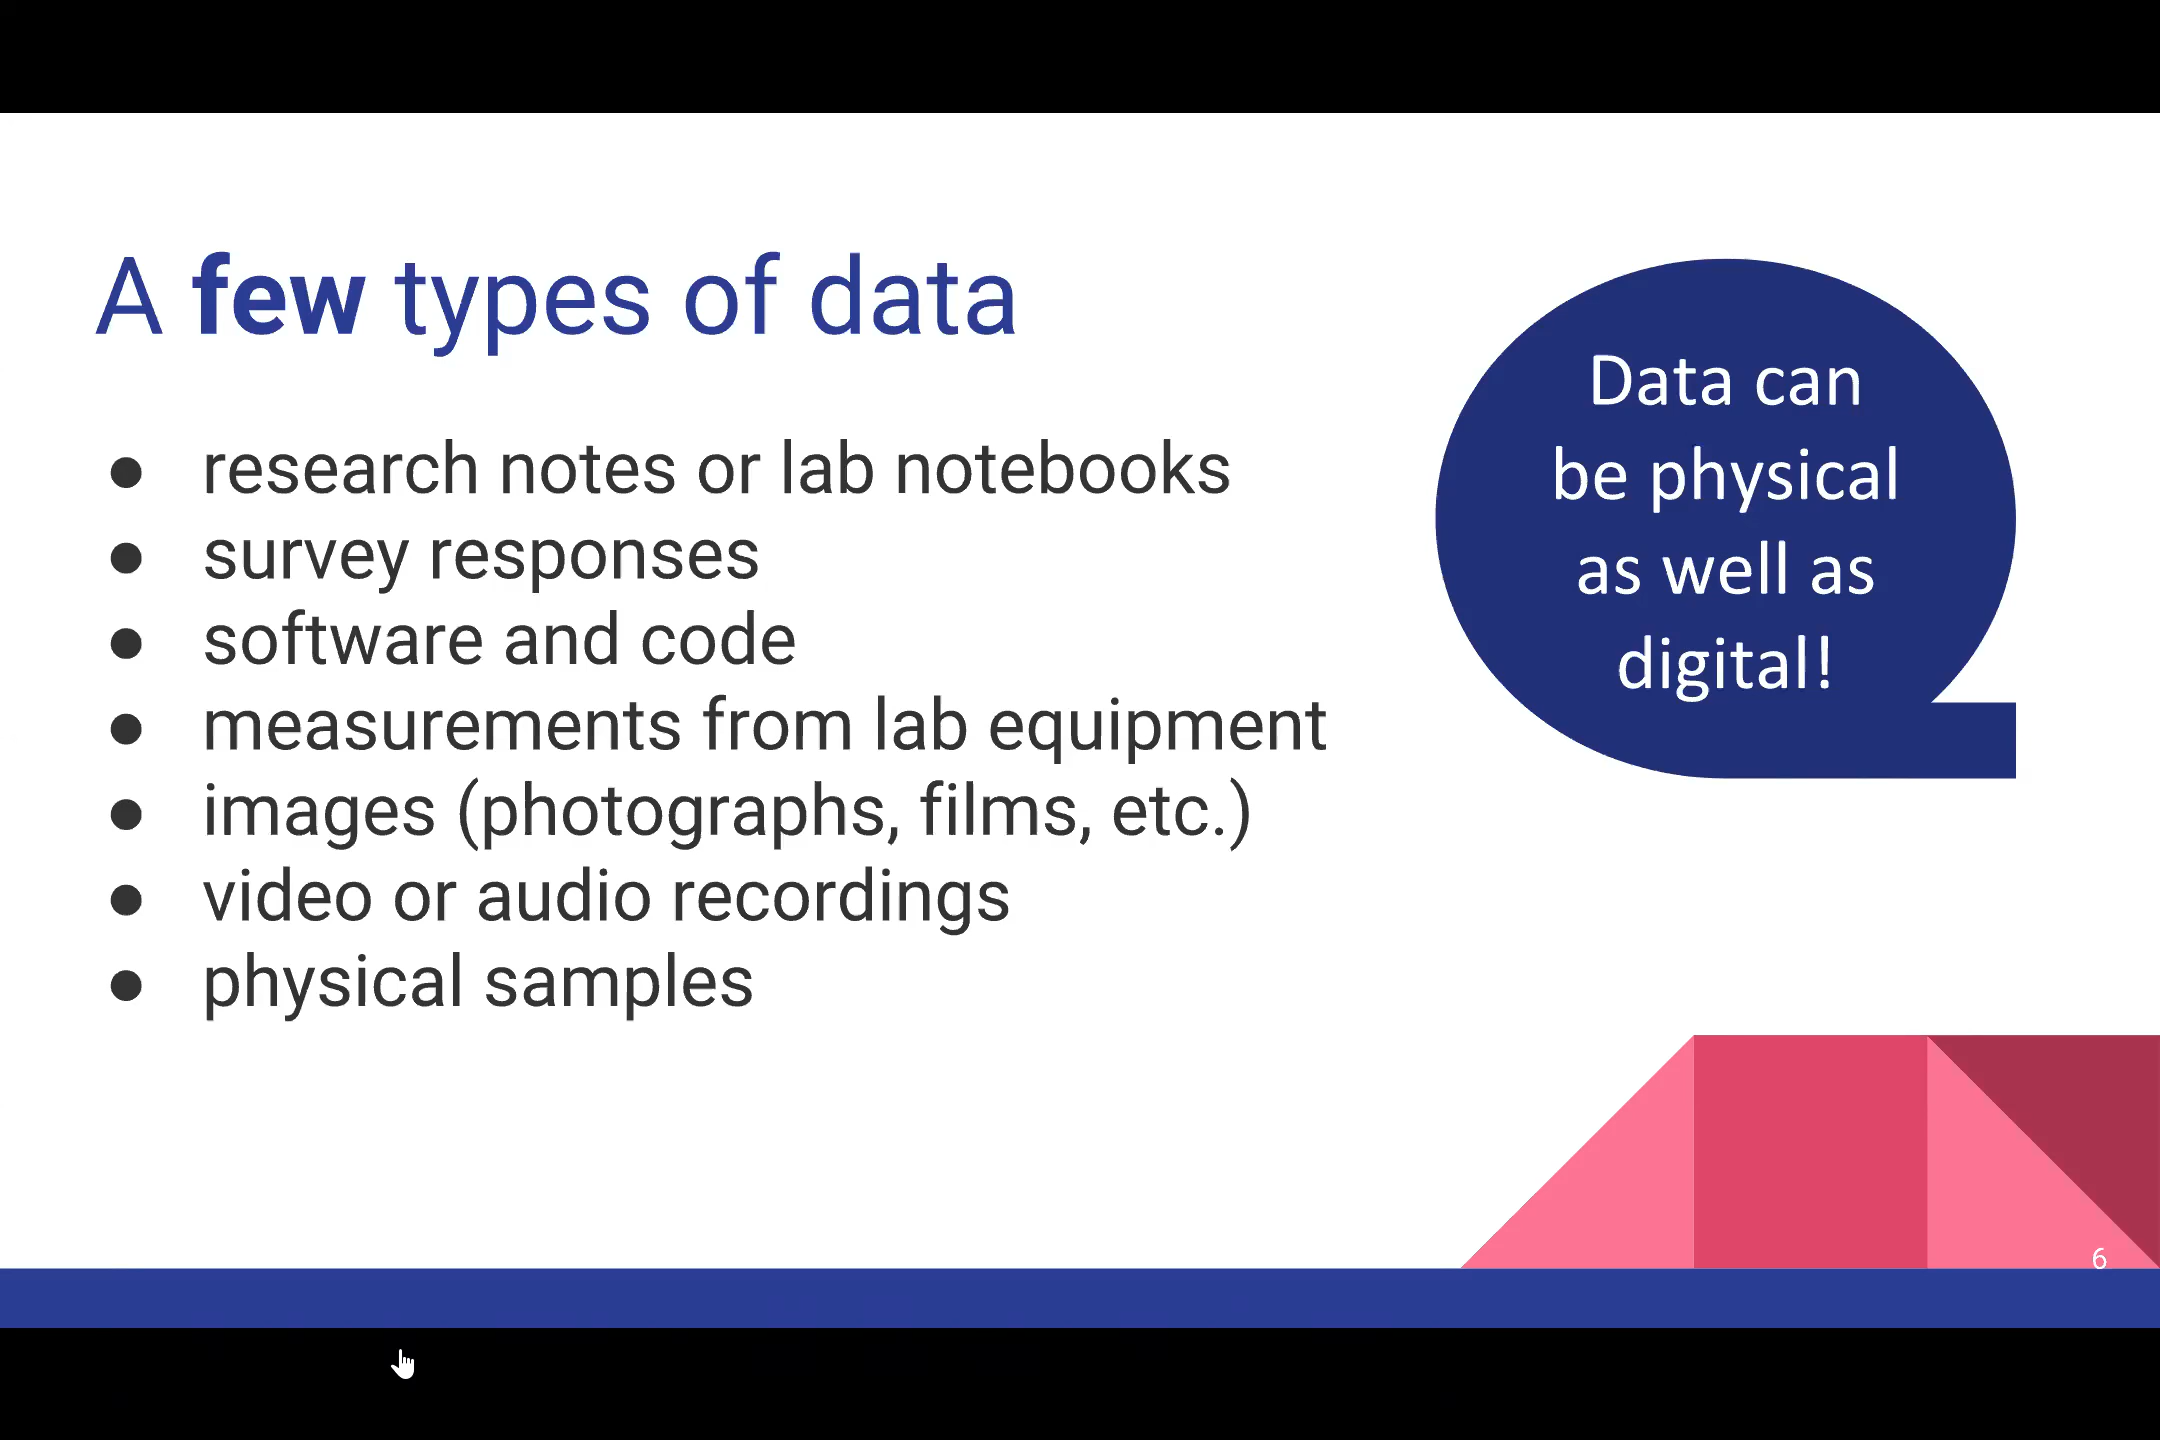 A few types of data
● research notes or lab notebooks
● survey responses
● software and code
● measurements from lab equipment
● images (photographs, films, etc.)
● video or audio recordings
● physical samples
Data can
be physical
as well as
digital!
6